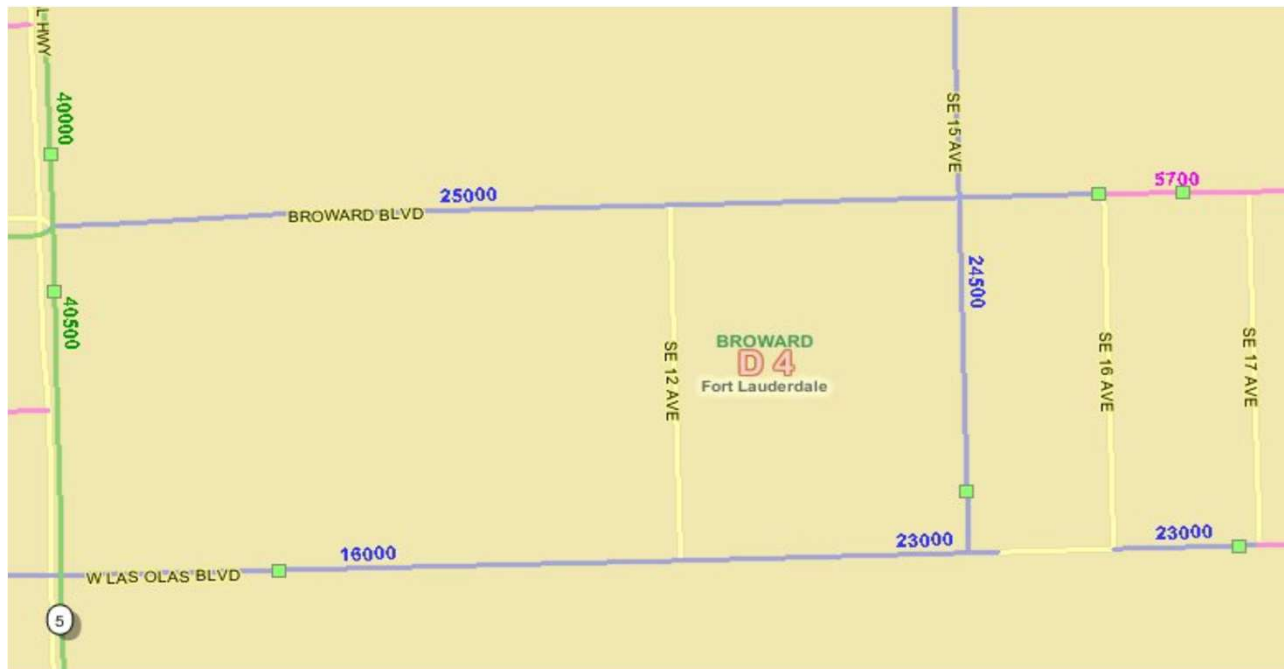 L HWY
40000
SE 15 AVE
5700
25000
BROWARD BLVD
24500
40500
BROWARD
D 4
Fort Lauderdale
SE 12 AVE
SE 16 AVE
SE 17 AVE
23000
23000
16000
W LAS OLAS BLVD
5